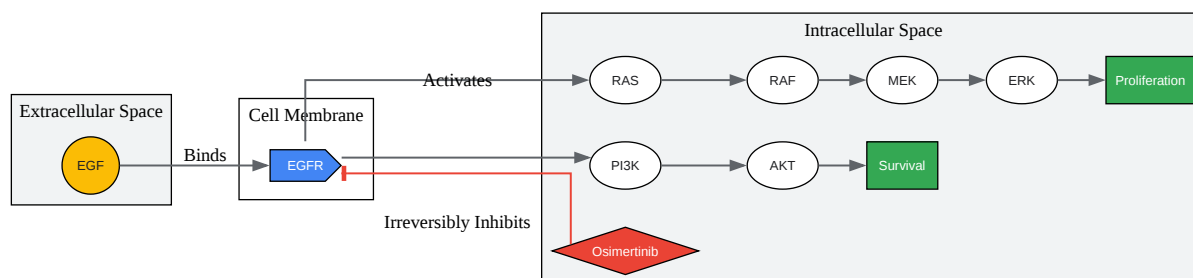 Intracellular Space
Activates
RAS
RAF
MEK
ERK
Proliferation
Extracellular Space
Cell Membrane
EGF
Binds
EGFR
PI3K
AKT
Survival
Irreversibly Inhibits
Osimertinib